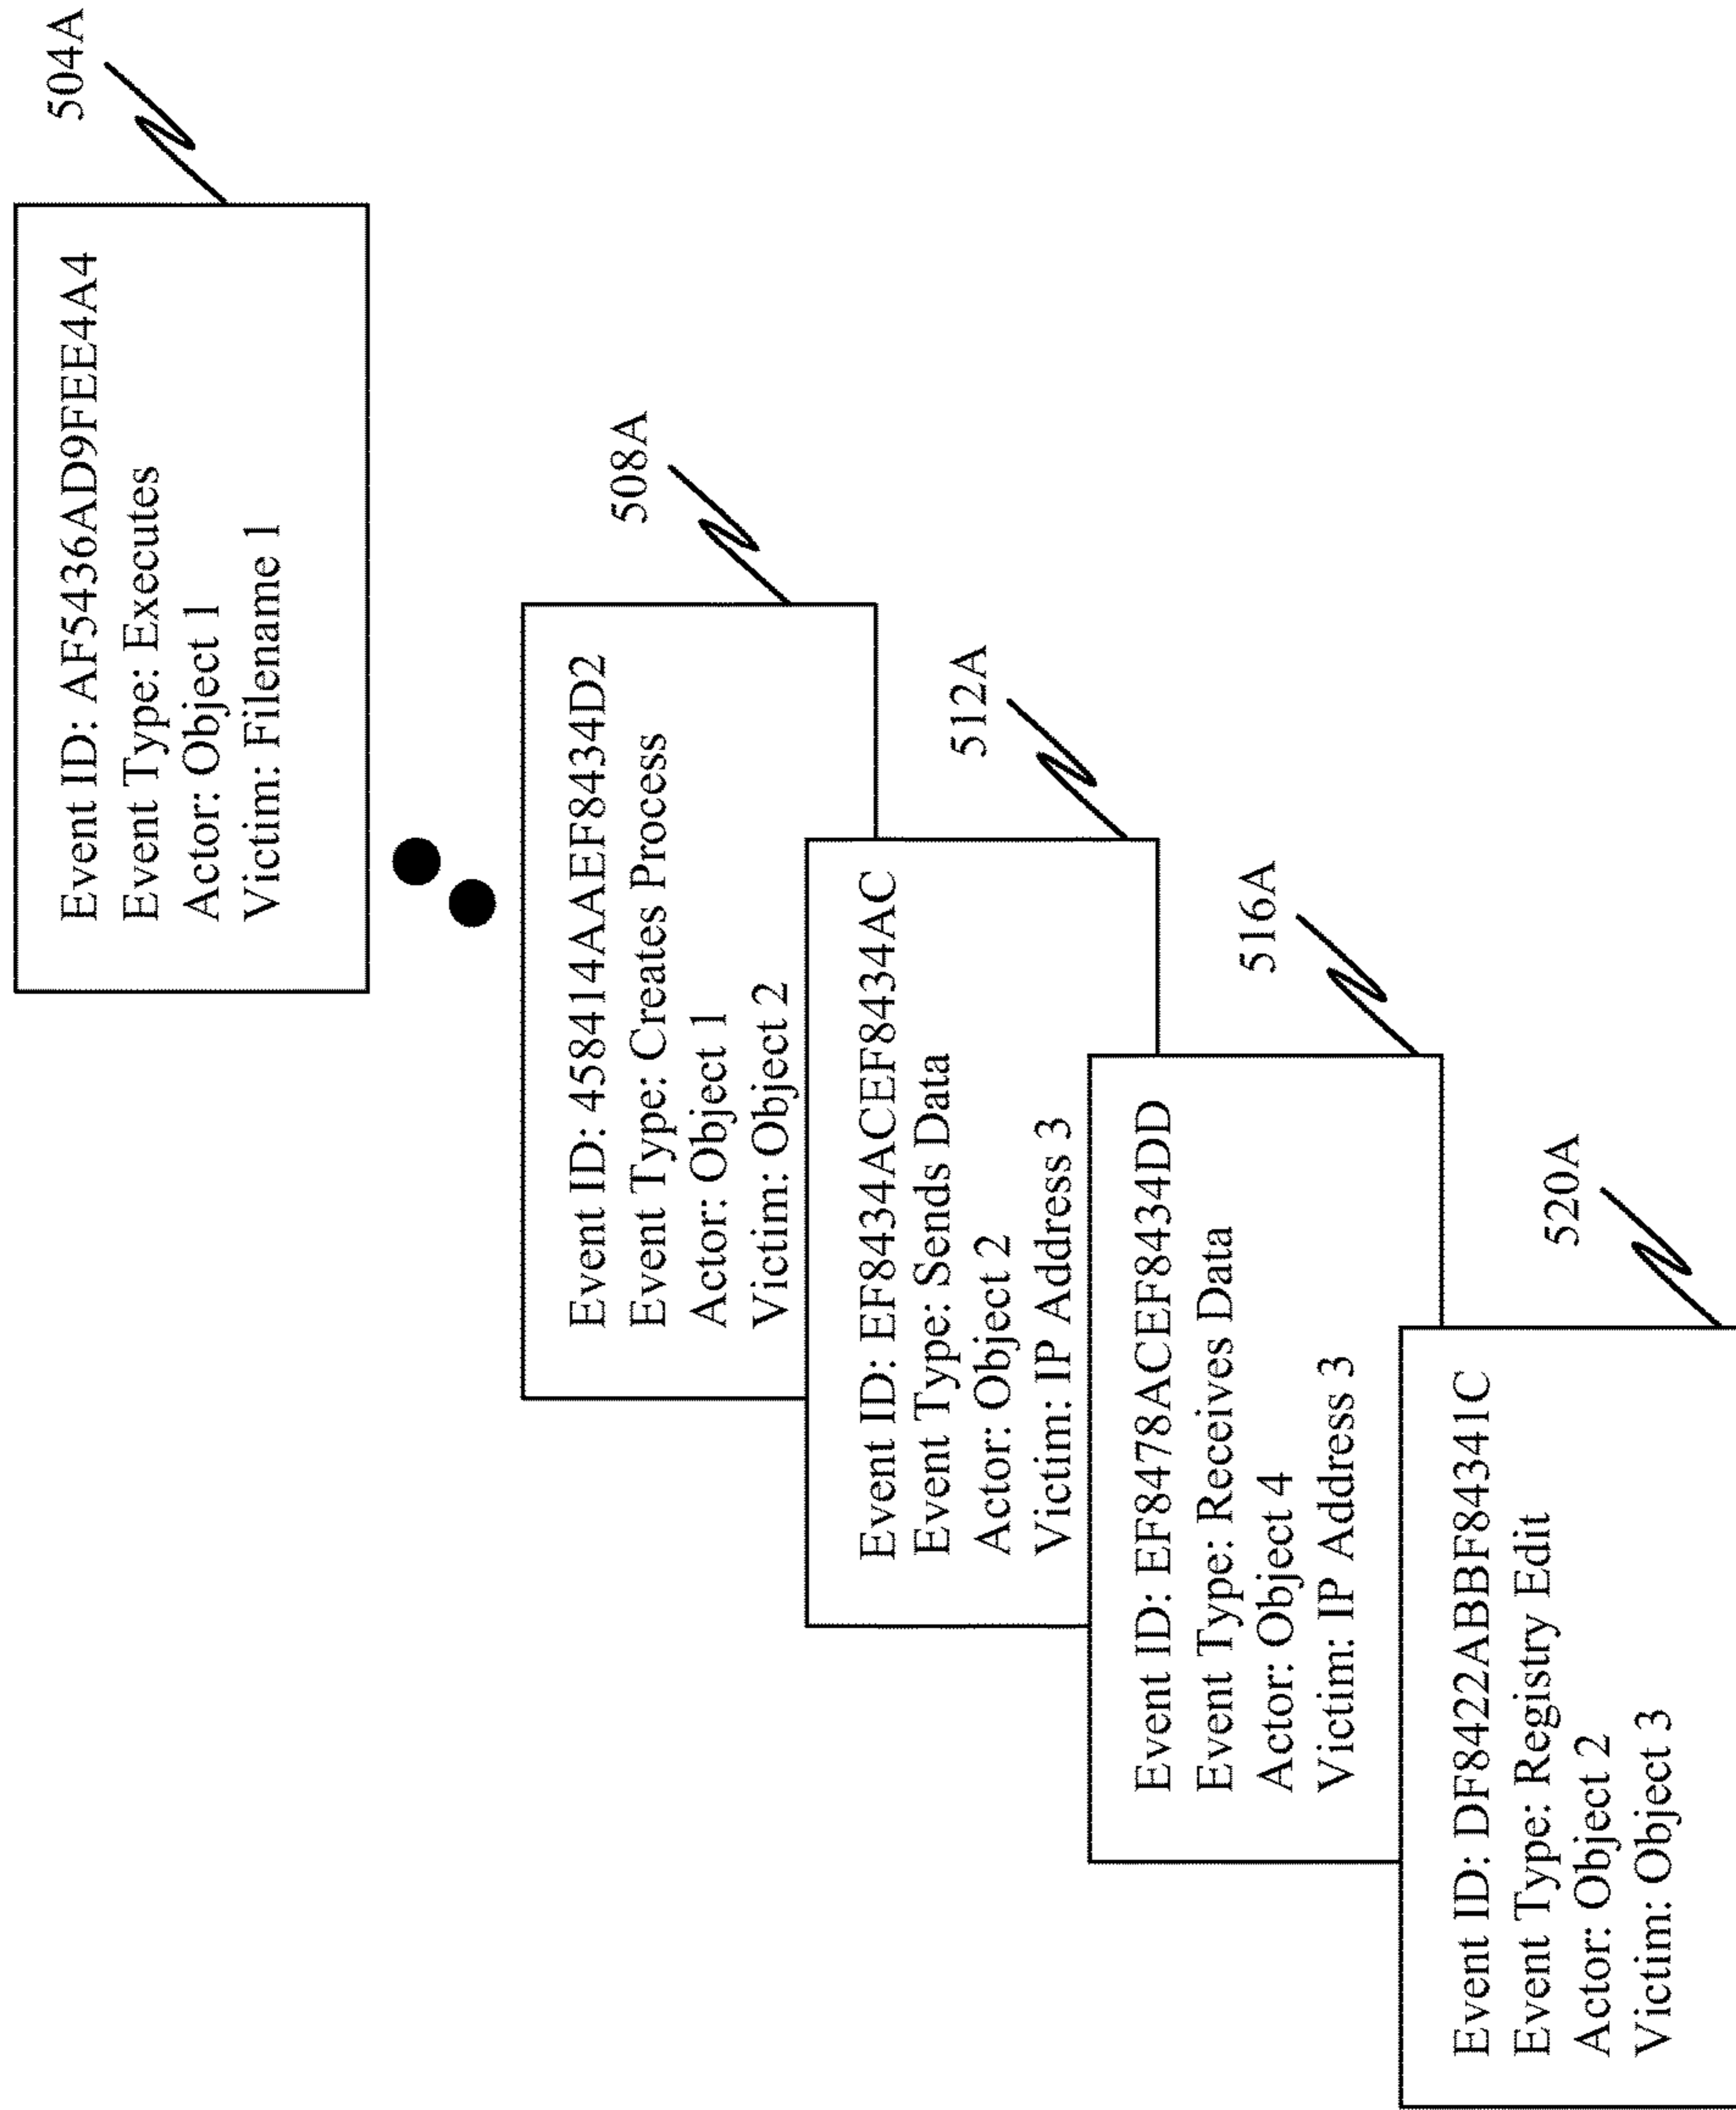 504A
Event ID: AF5436AD9FEE4A4
Event Type: Executes
Actor: Object 1
Victim: Filename 1
508A
Event ID: 458414AAEF8434D2
Event Type: Creates Process
Actor: Object 1
Victim: Object 2
512A
Event ID: EF8434ACEF8434AC
Event Type: Sends Data
Actor: Object 2
Victim: IP Address 3
516A
Event ID: EF8478ACEF8434DD
Event Type: Receives Data
Actor: Object 4
Victim: IP Address 3
520A
Event ID: DF8422ABBF84341C
Event Type: Registry Edit
Actor: Object 2
Victim: Object 3